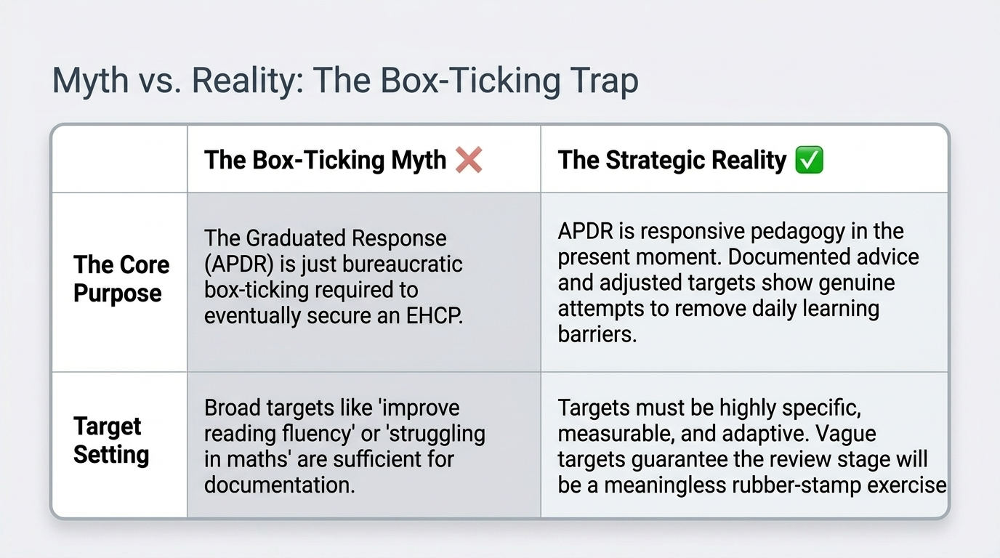 Myth vs. Reality: The Box-Ticking Trap
The Box-Ticking Myth ❌
The Strategic Reality ✅
The Core
Purpose
The Graduated Response
(APDR) is just bureaucratic
box-ticking required to
eventually secure an EHCP.
APDR is responsive pedagogy in the
present moment. Documented advice
and adjusted targets show genuine
attempts to remove daily learning
barriers.
Target
Setting
Broad targets like 'improve
reading fluency' or 'struggling
in maths' are sufficient for
documentation.
Targets must be highly specific,
measurable, and adaptive. Vague
targets guarantee the review stage will
be a meaningless rubber-stamp exercise